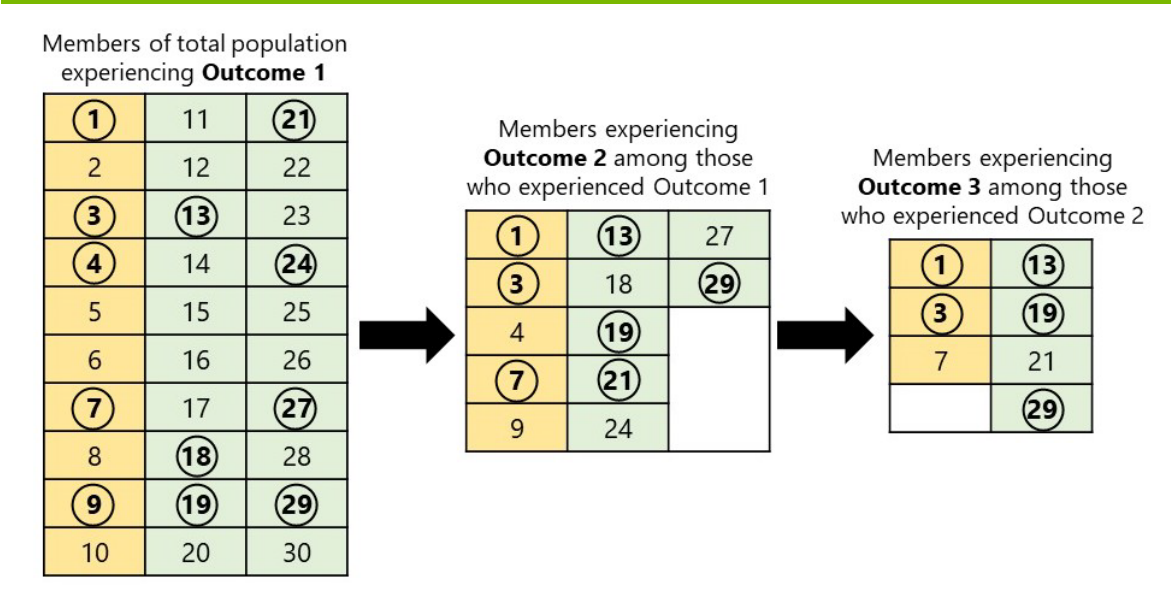 Members of total population
experiencing Outcome 1
1 11 21
2 12 22
3 13 23
4 14 24
5 15 25
6 16 26
7 17 27
8 18 28
9 19 29
10 20 30
Members experiencing
Outcome 2 among those
who experienced Outcome 1
1 13 27
3 18 29
4 19
7 21
9 24
Members experiencing
Outcome 3 among those
who experienced Outcome 2
1 13
3 19
7 21
29